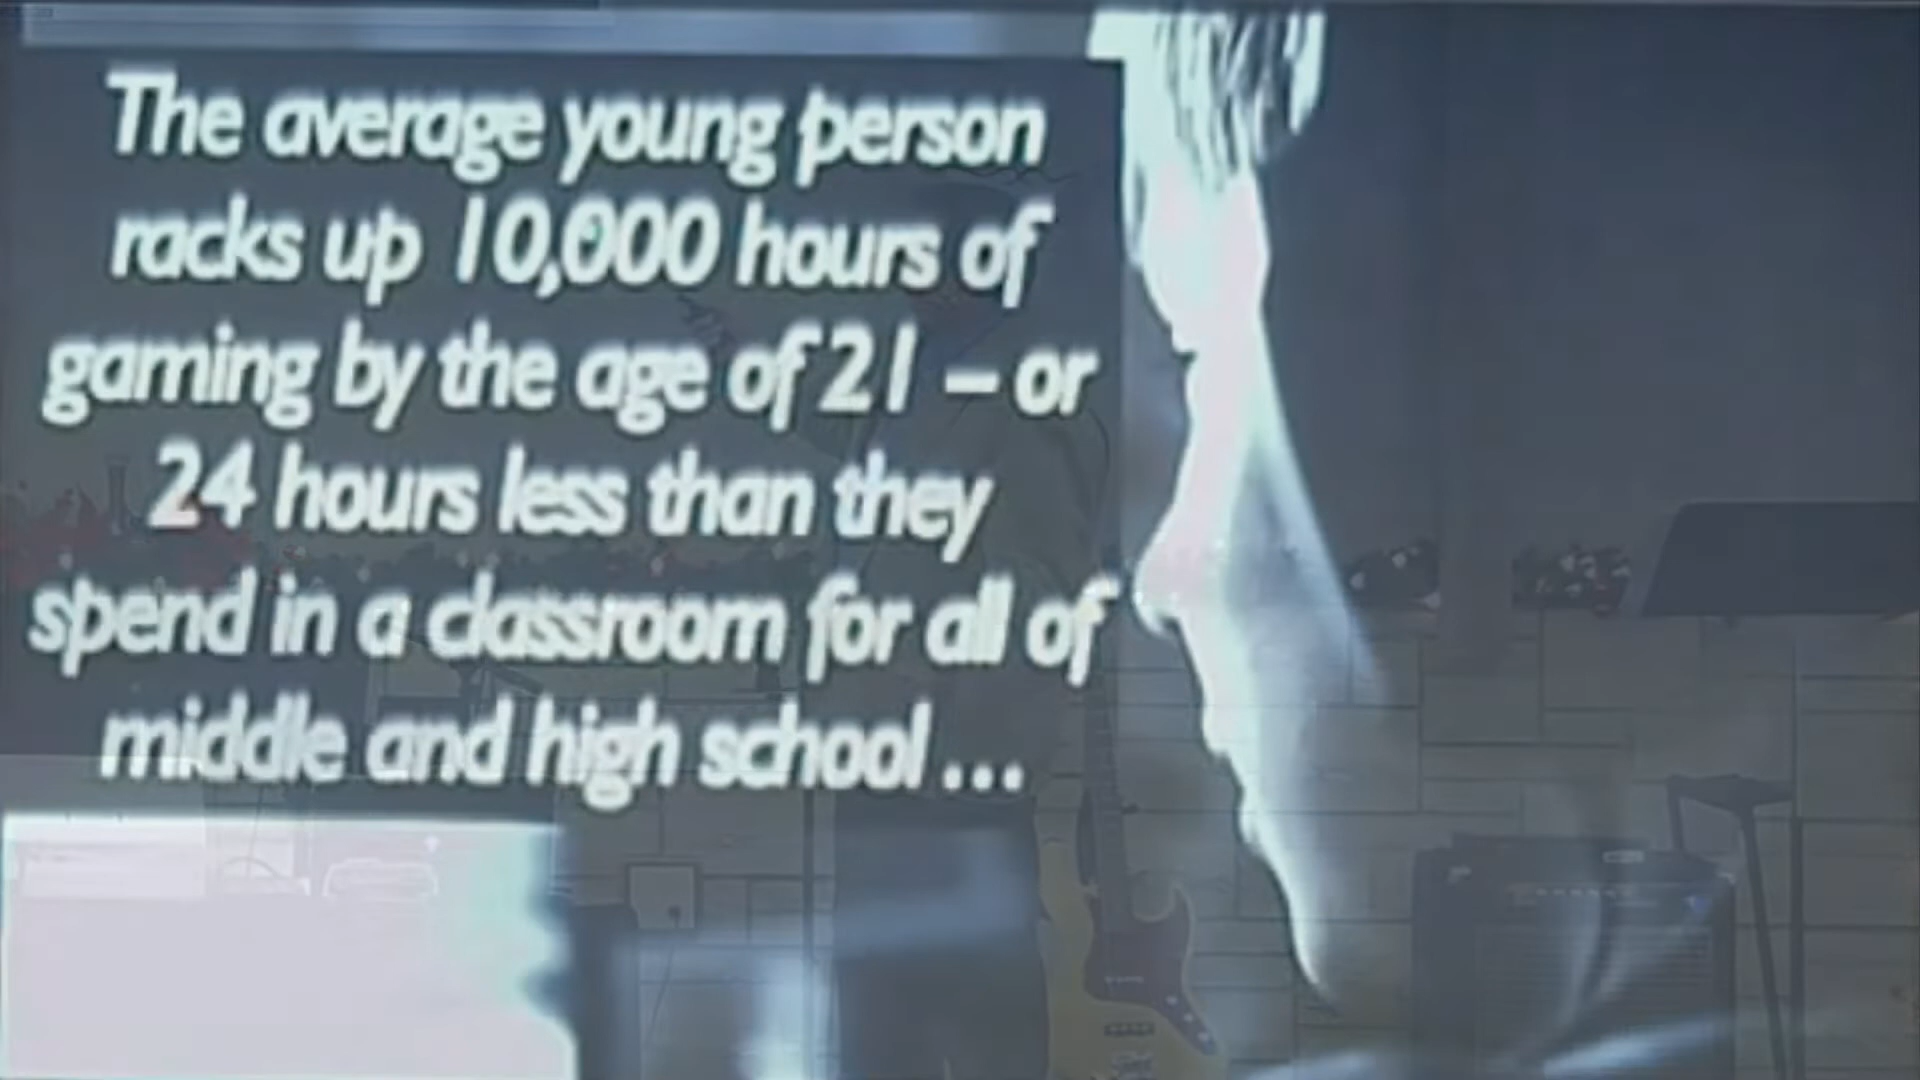 The average young person
racks up 10,000 hours of
gaming by the age of 21 – or
24 hours less than they
spend in a classroom for all of
middle and high school...